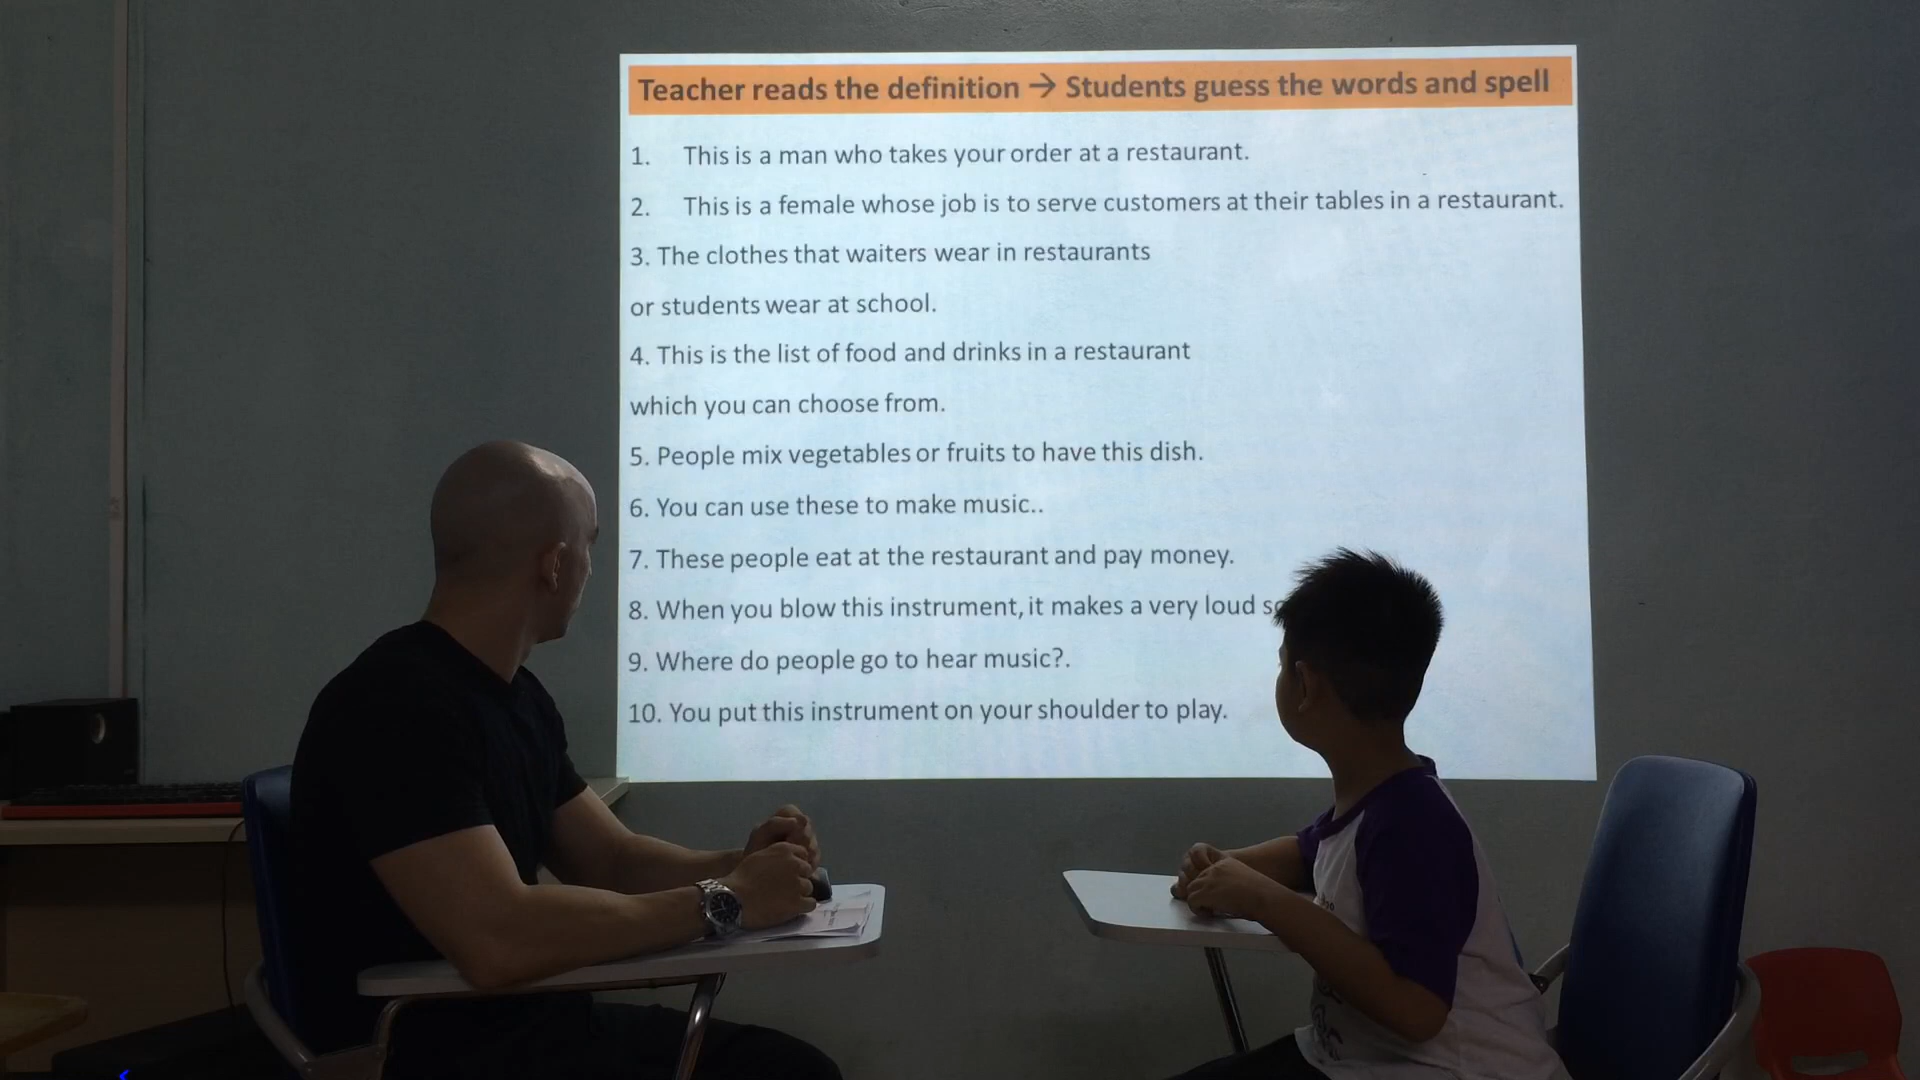 Teacher reads the definition → Students guess the words and spell
1. This is a man who takes your order at a restaurant.
2. This is a female whose job is to serve customers at their tables in a restaurant.
3. The clothes that waiters wear in restaurants
or students wear at school.
4. This is the list of food and drinks in a restaurant
which you can choose from.
5. People mix vegetables or fruits to have this dish.
6. You can use these to make music..
7. These people eat at the restaurant and pay money.
8. When you blow this instrument, it makes a very loud
9. Where do people go to hear music?.
10. You put this instrument on your shoulder to play.